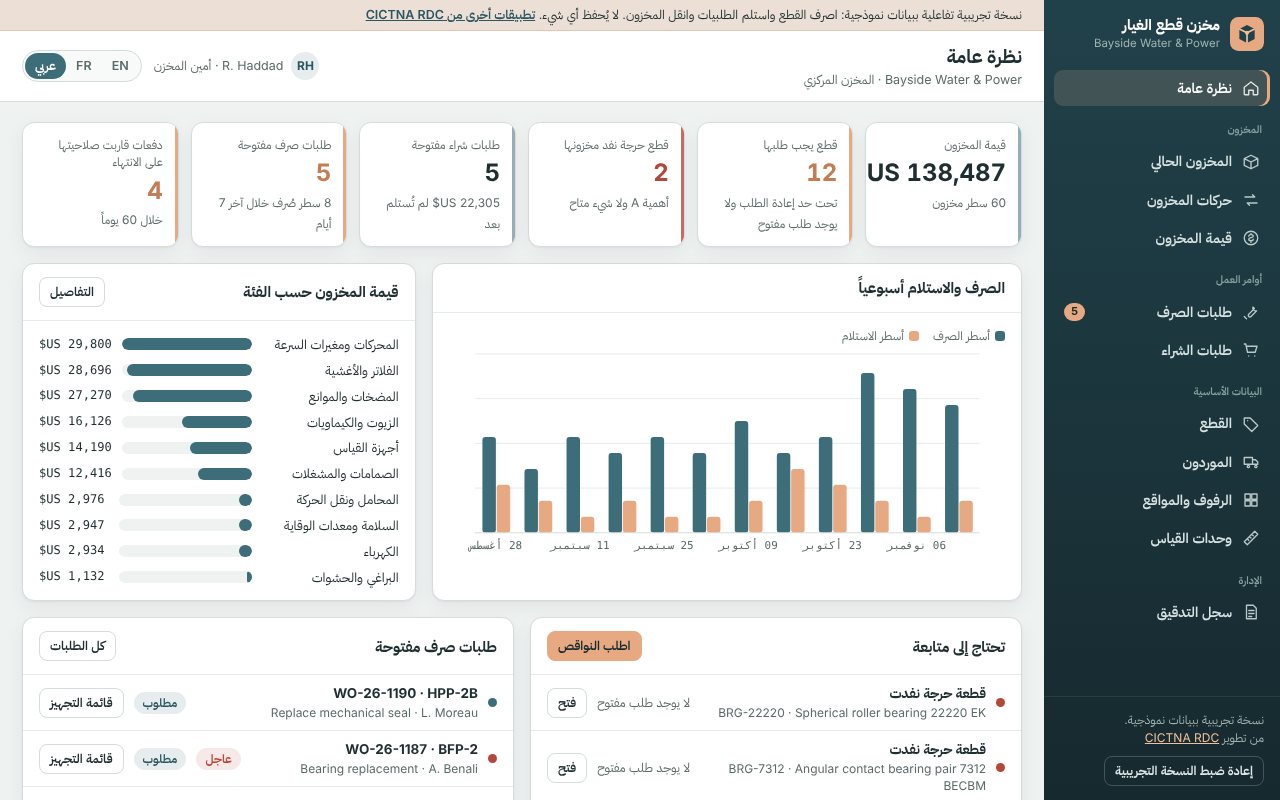 نسخة تجريبية تفاعلية ببيانات نموذجية: اصرف القطع واستلم الطلبيات وانقل المخزون. لا يُحفظ أي شيء. تطبيقات أخرى من CICTNA RDC
مخزن قطع الغيار
Bayside Water & Power
نظرة عامة
المخزون
المخزون الحالي
حركات المخزون
قيمة المخزون
أوامر العمل
طلبات الصرف
5
طلبات الشراء
البيانات الأساسية
القطع
الموردون
الرفوف والمواقع
وحدات القياس
الإدارة
سجل التدقيق
نسخة تجريبية ببيانات نموذجية.
من تطوير CICTNA RDC
إعادة ضبط النسخة التجريبية
نظرة عامة
Bayside Water & Power · المخزن المركزي
RH
R. Haddad · أمين المخزن
EN
FR
عربي
قيمة المخزون
138,487 US
60 سطر مخزون
قطع يجب طلبها
12
تحت حد إعادة الطلب ولا
يوجد طلب مفتوح
قطع حرجة نفد مخزونها
2
أهمية A ولا شيء متاح
طلبات شراء مفتوحة
5
22,305 US$ لم تُستلم
بعد
طلبات صرف مفتوحة
5
8 سطر صُرف خلال آخر 7
أيام
دفعات قاربت صلاحيتها
على الانتهاء
4
خلال 60 يوماً
الصرف والاستلام أسبوعياً
أسطر الصرف
أسطر الاستلام
28 أغسطس
11 سبتمبر
25 سبتمبر
09 أكتوبر
23 أكتوبر
06 نوفمبر
قيمة المخزون حسب الفئة
التفاصيل
المحركات ومغيرات السرعة
$US 29,800
الفلاتر والأغشية
$US 28,696
المضخات والموانع
$US 27,270
الزيوت والكيماويات
$US 16,126
أجهزة القياس
$US 14,190
الصمامات والمشغلات
$US 12,416
المحامل ونقل الحركة
$US 2,976
السلامة ومعدات الوقاية
$US 2,947
الكهرباء
$US 2,934
البراغي والحشوات
$US 1,132
تحتاج إلى متابعة
اطلب النواقص
قطعة حرجة نفدت
BRG-22220 · Spherical roller bearing 22220 EK
لا يوجد طلب مفتوح
فتح
قطعة حرجة نفدت
BRG-7312 · Angular contact bearing pair 7312
BECBM
لا يوجد طلب مفتوح
فتح
طلبات صرف مفتوحة
كل الطلبات
WO-26-1190 · HPP-2B
Replace mechanical seal · L. Moreau
مطلوب
قائمة التجهيز
WO-26-1187 · BFP-2
Bearing replacement · A. Benali
عاجل
مطلوب
قائمة التجهيز